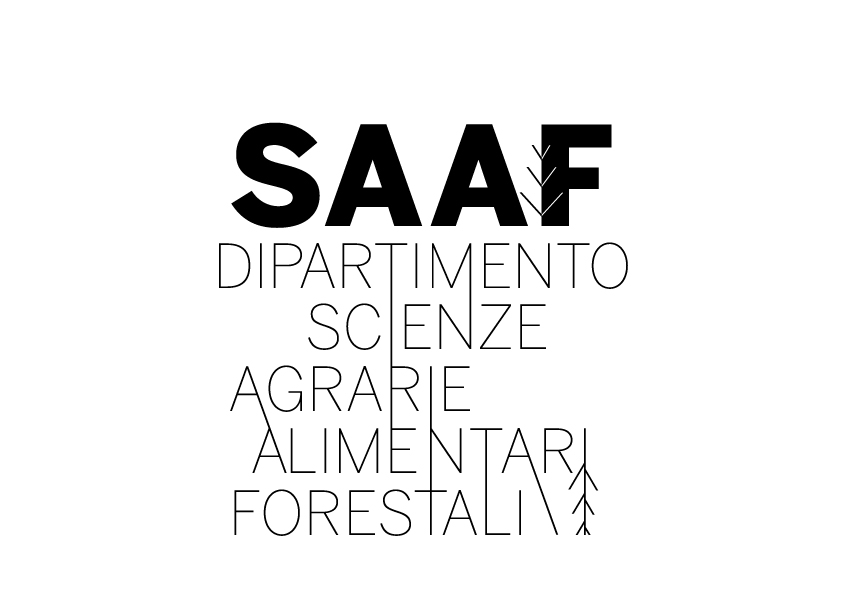 SAAF
DIPARTIMENTO
SCIENZE
AGRARIE
ALIMENTARI
FORESTALI